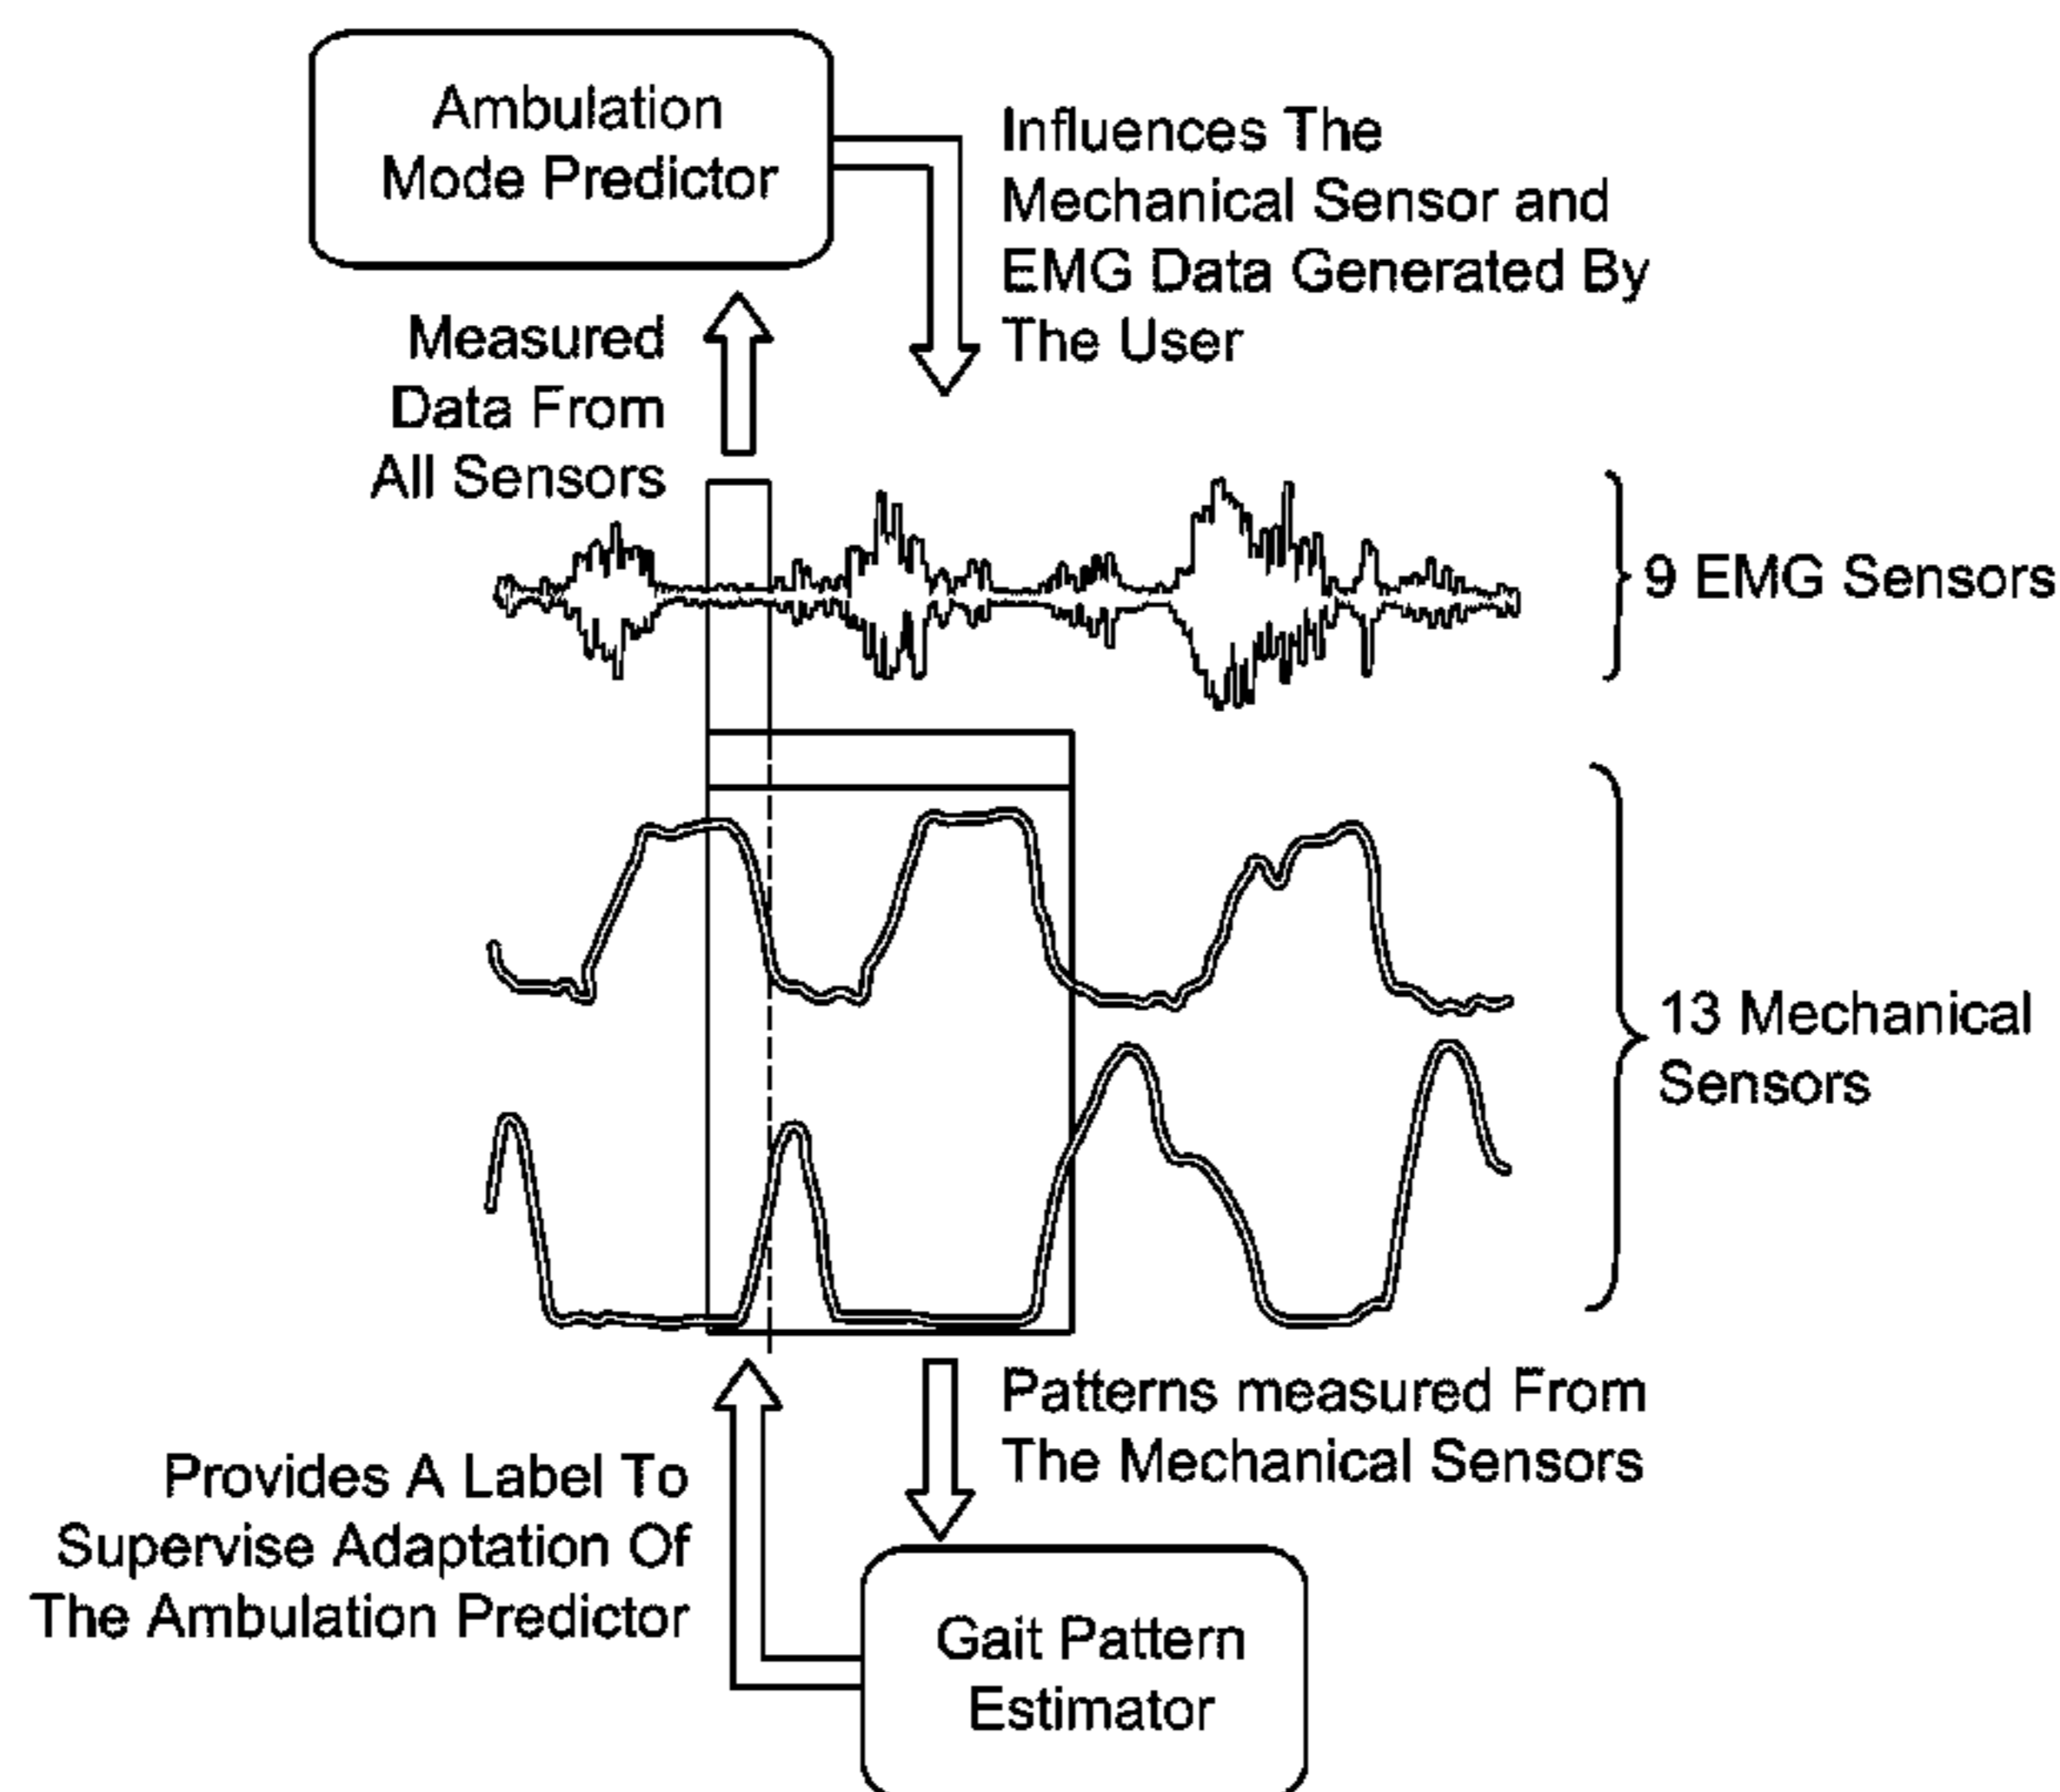 Ambulation
Mode Predictor
Influences The
Mechanical Sensor and
EMG Data Generated By
The User
Measured
Data From
All Sensors
9 EMG Sensors
13 Mechanical
Sensors
Patterns measured From
The Mechanical Sensors
Provides A Label To
Supervise Adaptation Of
The Ambulation Predictor
Gait Pattern
Estimator